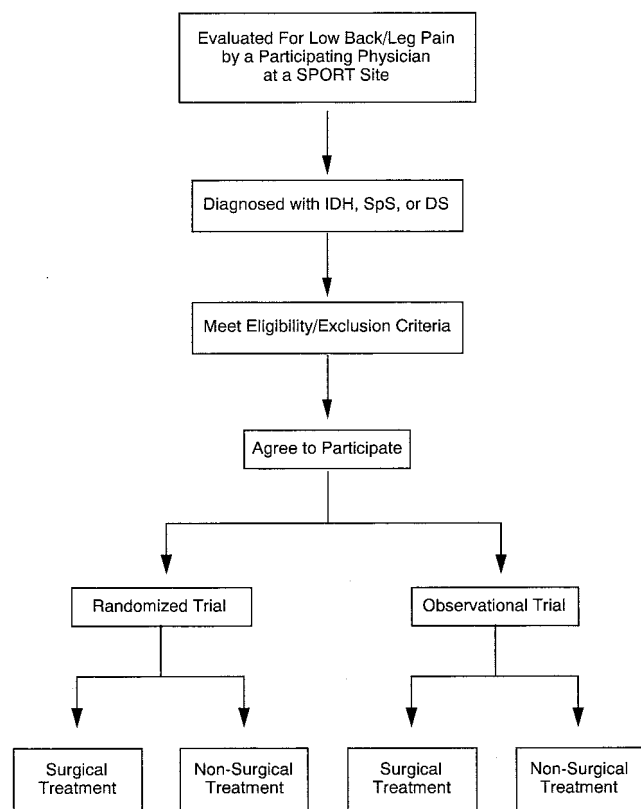 Evaluated For Low Back/Leg Pain
by a Participating Physician
at a SPORT Site
Diagnosed with IDH, SpS, or DS
Meet Eligibility/Exclusion Criteria
Agree to Participate
Randomized Trial
Observational Trial
Surgical
Treatment
Non-Surgical
Treatment
Surgical
Treatment
Non-Surgical
Treatment